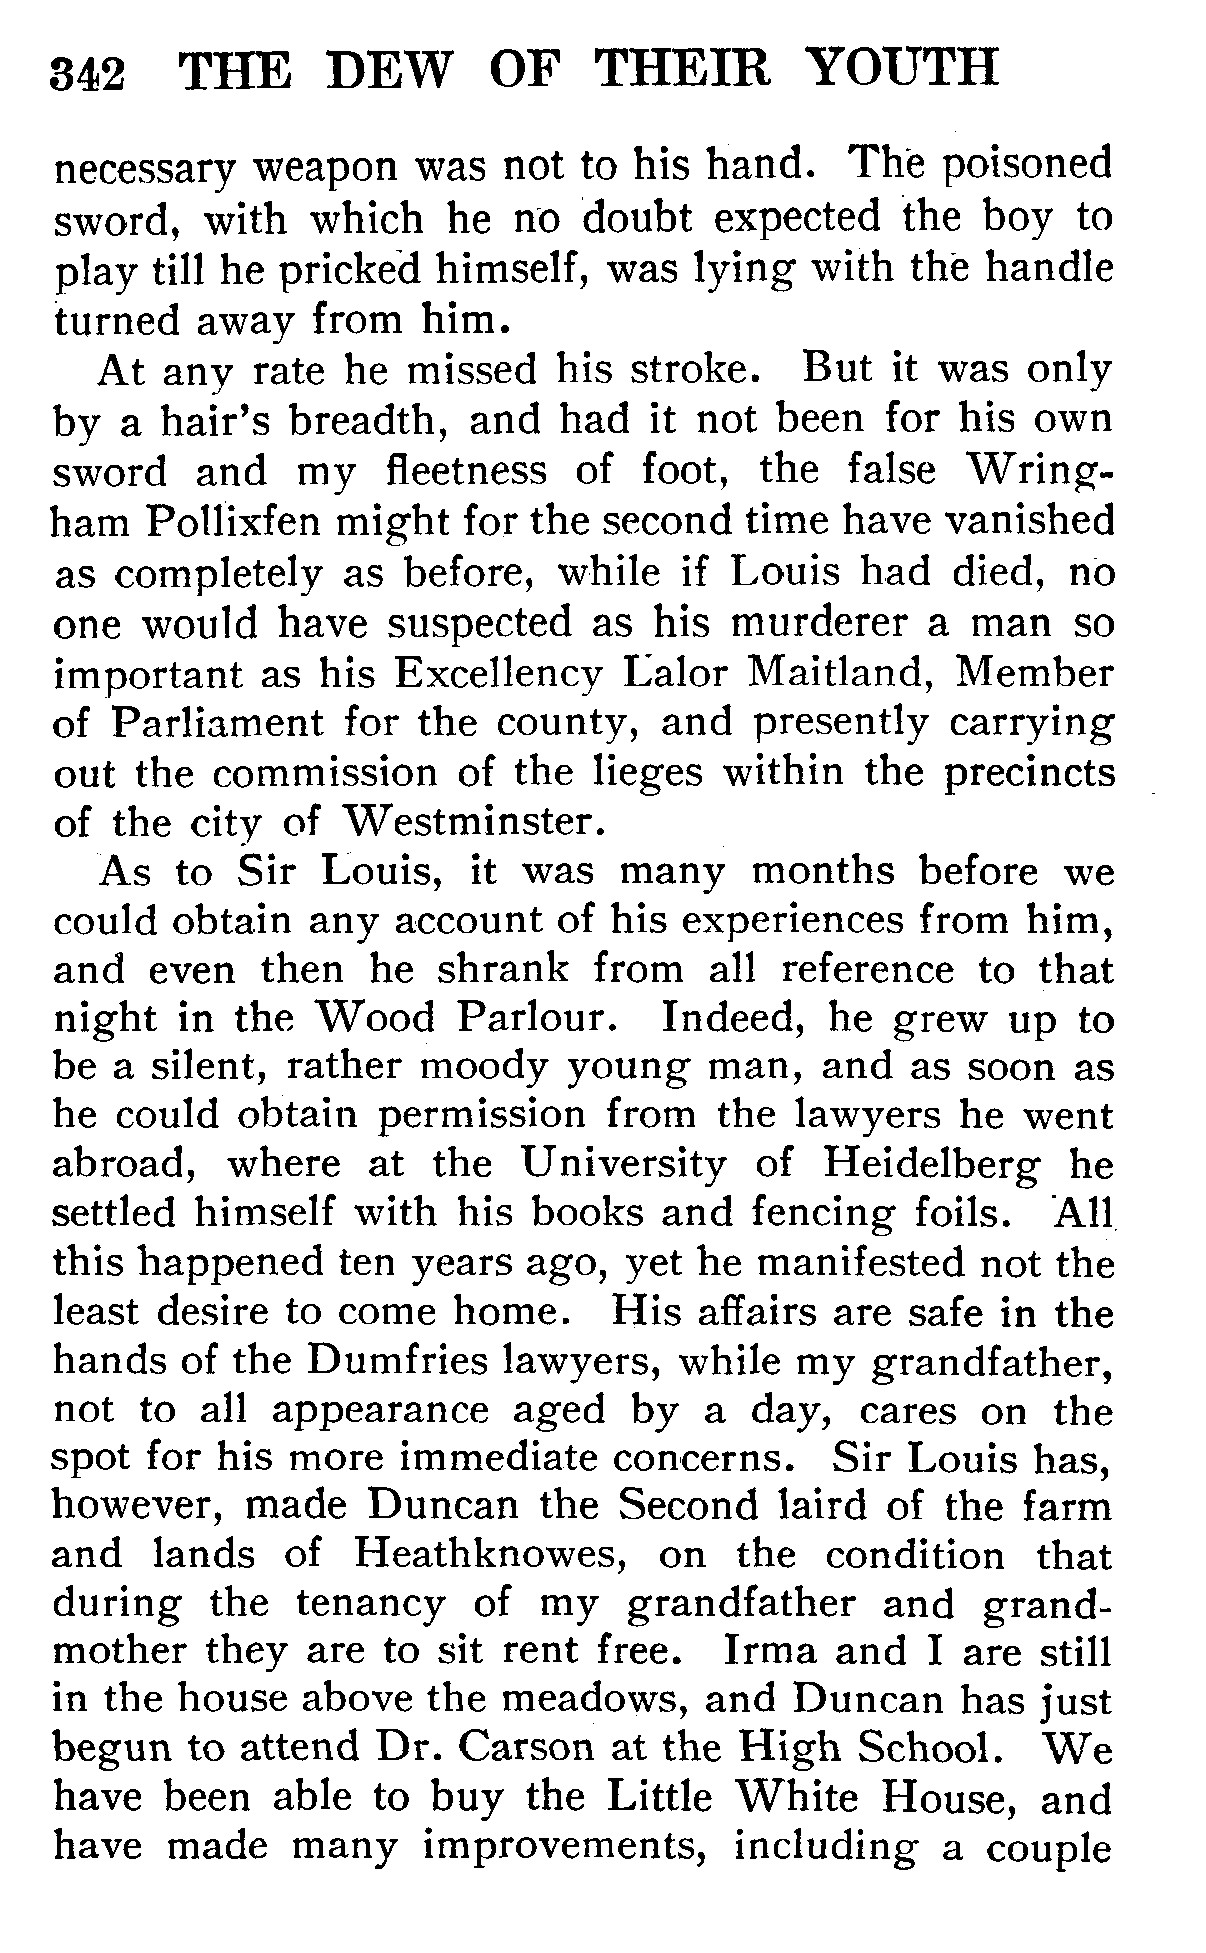 342 THE DEW OF THEIR YOUTH
necessary weapon was not to his hand. The poisoned
sword, with which he no doubt expected the boy to
play till he pricked himself, was lying with the handle
turned away from him.
At any rate he missed his stroke. But it was only
by a hair's breadth, and had it not been for his own
sword and my fleetness of foot, the false Wring-
ham Pollixfen might for the second time have vanished
as completely as before, while if Louis had died, no
one would have suspected as his murderer a man so
important as his Excellency Lalor Maitland, Member
of Parliament for the county, and presently carrying
out the commission of the lieges within the precincts
of the city of Westminster.
As to Sir Louis, it was many months before we
could obtain any account of his experiences from him,
and even then he shrank from all reference to that
night in the Wood Parlour. Indeed, he grew up to
be a silent, rather moody young man, and as soon as
he could obtain permission from the lawyers he went
abroad, where at the University of Heidelberg he
settled himself with his books and fencing foils. All
this happened ten years ago, yet he manifested not the
least desire to come home. His affairs are safe in the
hands of the Dumfries lawyers, while my grandfather,
not to all appearance aged by a day, cares on the
spot for his more immediate concerns. Sir Louis has,
however, made Duncan the Second laird of the farm
and lands of Heathknowes, on the condition that
during the tenancy of my grandfather and grand-
mother they are to sit rent free. Irma and I are still
in the house above the meadows, and Duncan has just
begun to attend Dr. Carson at the High School. We
have been able to buy the Little White House, and
have made many improvements, including a couple